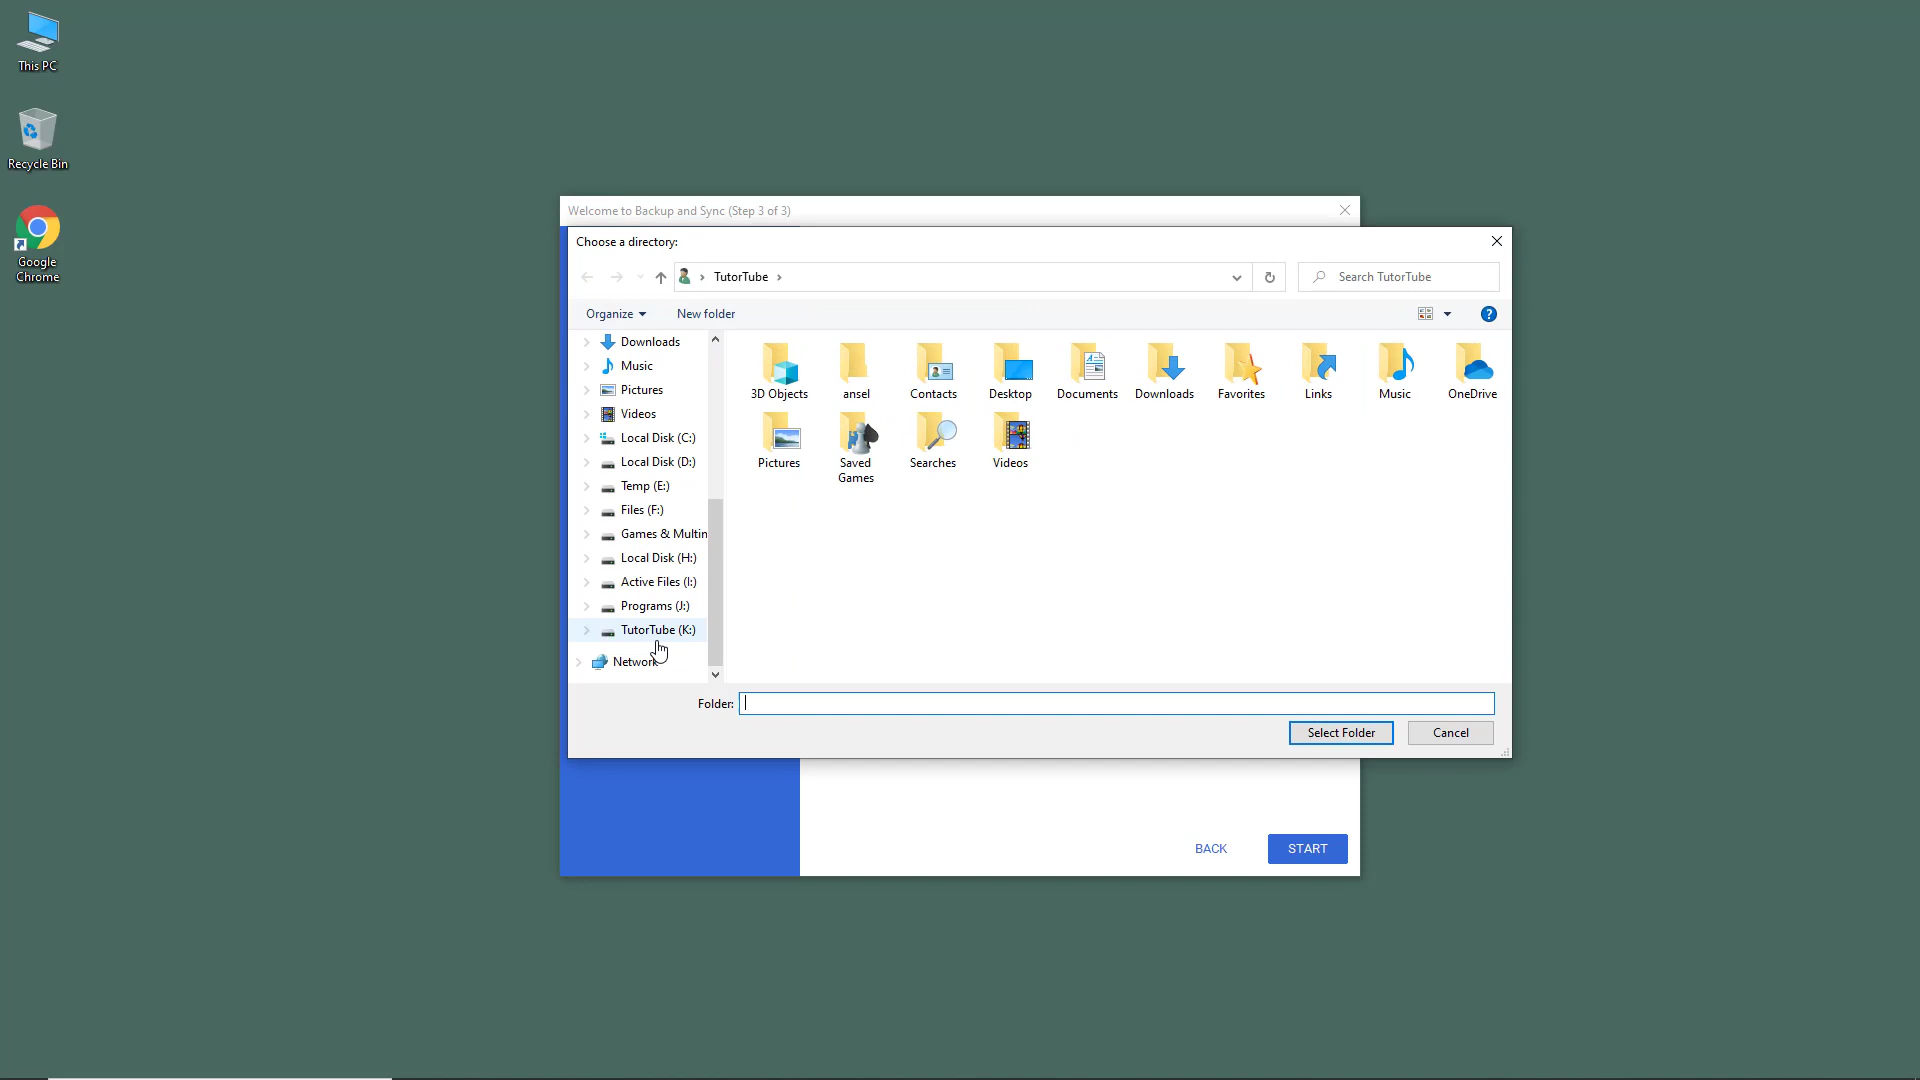 This PC
Recycle Bin
Google
Chrome
Welcome to Backup and Sync (Step 3 of 3)
Choose a directory:
TutorTube
Search TutorTube
Organize
New folder
Downloads
Music
Pictures
Videos
Local Disk (C:)
Local Disk (D:)
Temp (E:)
Files (F:)
Games & Multin
Local Disk (H:)
Active Files (I:)
Programs (J:)
TutorTube (K:)
Network
3D Objects
ansel
Contacts
Desktop
Documents
Downloads
Favorites
Links
Music
OneDrive
Pictures
Saved
Games
Searches
Videos
Folder:
Select Folder
Cancel
BACK
START